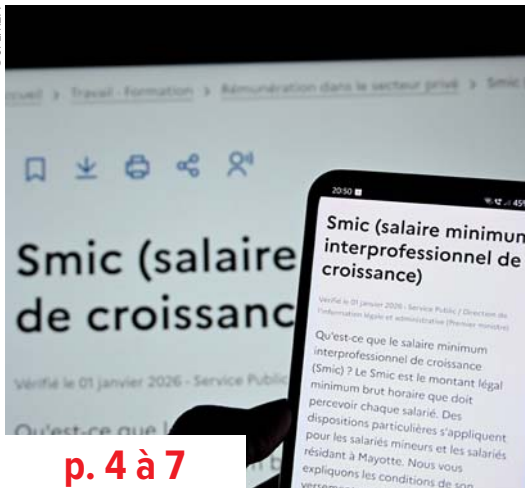 cueil > Travail - Formation > Rémunération dans le secteur privé > Smic
Smic (salaire
de croissanc
Vérifié le 01 janvier 2026 - Service Public
Qu'est-ce que l
20:50
45%
Smic (salaire minimum
interprofessionnel de
croissance)
Vérifié le 01 janvier 2026 - Service Public / Direction de
l'information légale et administrative (Premier ministre)
Qu'est-ce que le salaire minimum
interprofessionnel de croissance
(Smic) ? Le Smic est le montant légal
minimum brut horaire que doit
percevoir chaque salarié. Des
dispositions particulières s'appliquent
pour les salariés mineurs et les salariés
résidant à Mayotte. Nous vous
expliquons les conditions de son
p. 4 à 7